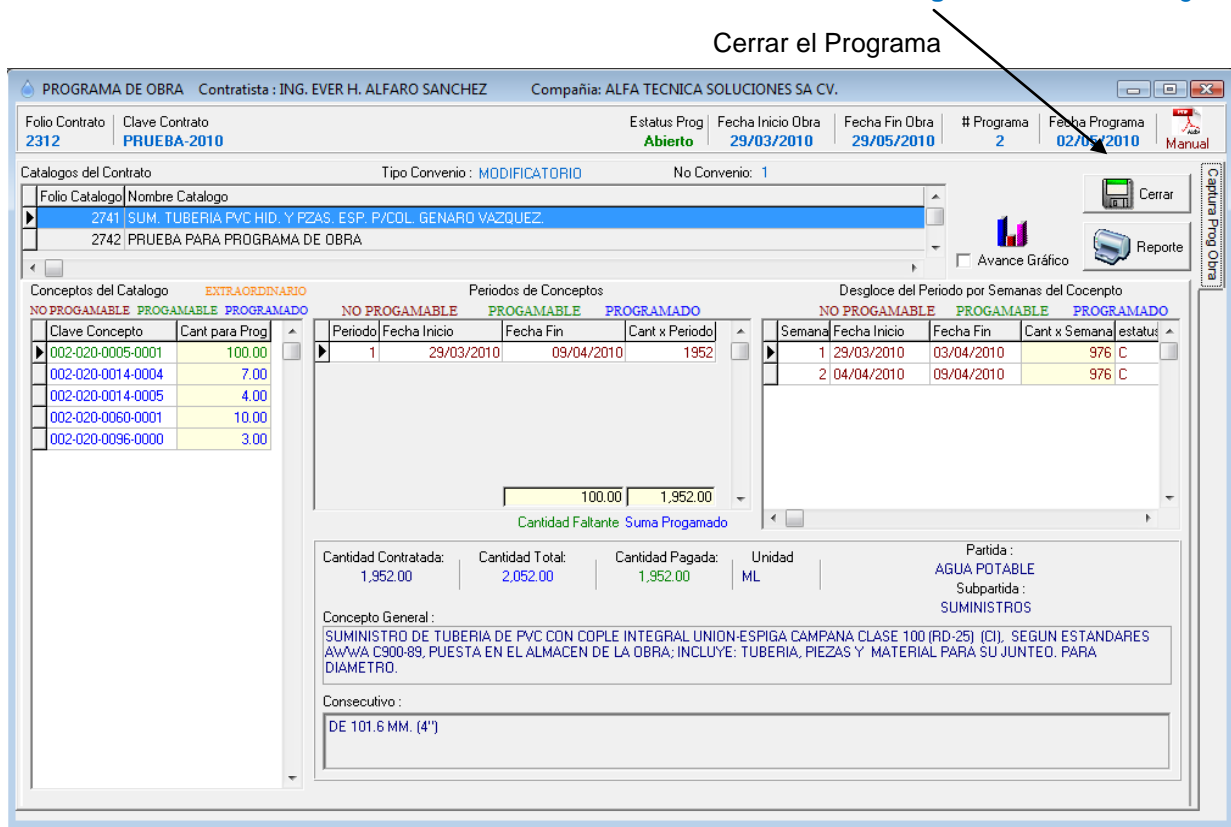 Cerrar el Programa
PROGRAMA DE OBRA Contratista : ING. EVER H. ALFARO SANCHEZ Compañia: ALFA TECNICA SOLUCIONES SA CV.
Folio Contrato Clave Contrato Estatus Prog Fecha Inicio Obra Fecha Fin Obra # Programa Fecha Programa
2312 PRUEBA-2010 Abierto 29/03/2010 29/05/2010 2 02/05/2010 Manual
Catalogos del Contrato Tipo Convenio : MODIFICATORIO No Convenio: 1
Folio Catalogo Nombre Catalogo
2741 SUM. TUBERIA PVC HID. Y PZAS. ESP. P/COL. GENARO VAZQUEZ.
2742 PRUEBA PARA PROGRAMA DE OBRA
Cerrar
Reporte
Avance Gráfico
Captura Prog Obra
Conceptos del Catalogo EXTRAORDINARIO
NO PROGAMABLE PROGAMABLE PROGRAMADO
Clave Concepto Cant para Prog
002-020-0005-0001 100.00
002-020-0014-0004 7.00
002-020-0014-0005 4.00
002-020-0060-0001 10.00
002-020-0096-0000 3.00
Periodos de Conceptos
NO PROGAMABLE PROGAMABLE PROGRAMADO
Periodo Fecha Inicio Fecha Fin Cant x Periodo
1 29/03/2010 09/04/2010 1952
100.00 1,952.00
Cantidad Faltante Suma Progamado
Desgloce del Periodo por Semanas del Cocenpto
NO PROGAMABLE PROGAMABLE PROGRAMADO
Semana Fecha Inicio Fecha Fin Cant x Semana estatus
1 29/03/2010 03/04/2010 976 C
2 04/04/2010 09/04/2010 976 C
Cantidad Contratada: Cantidad Total: Cantidad Pagada: Unidad
1,952.00 2,052.00 1,952.00 ML
Partida :
AGUA POTABLE
Subpartida :
SUMINISTROS
Concepto General :
SUMINISTRO DE TUBERIA DE PVC CON COPLE INTEGRAL UNION-ESPIGA CAMPANA CLASE 100 (RD-25) (CI), SEGUN ESTANDARES
AWWA C900-89, PUESTA EN EL ALMACEN DE LA OBRA; INCLUYE: TUBERIA, PIEZAS Y MATERIAL PARA SU JUNTEO. PARA
DIAMETRO.
Consecutivo :
DE 101.6 MM. (4")